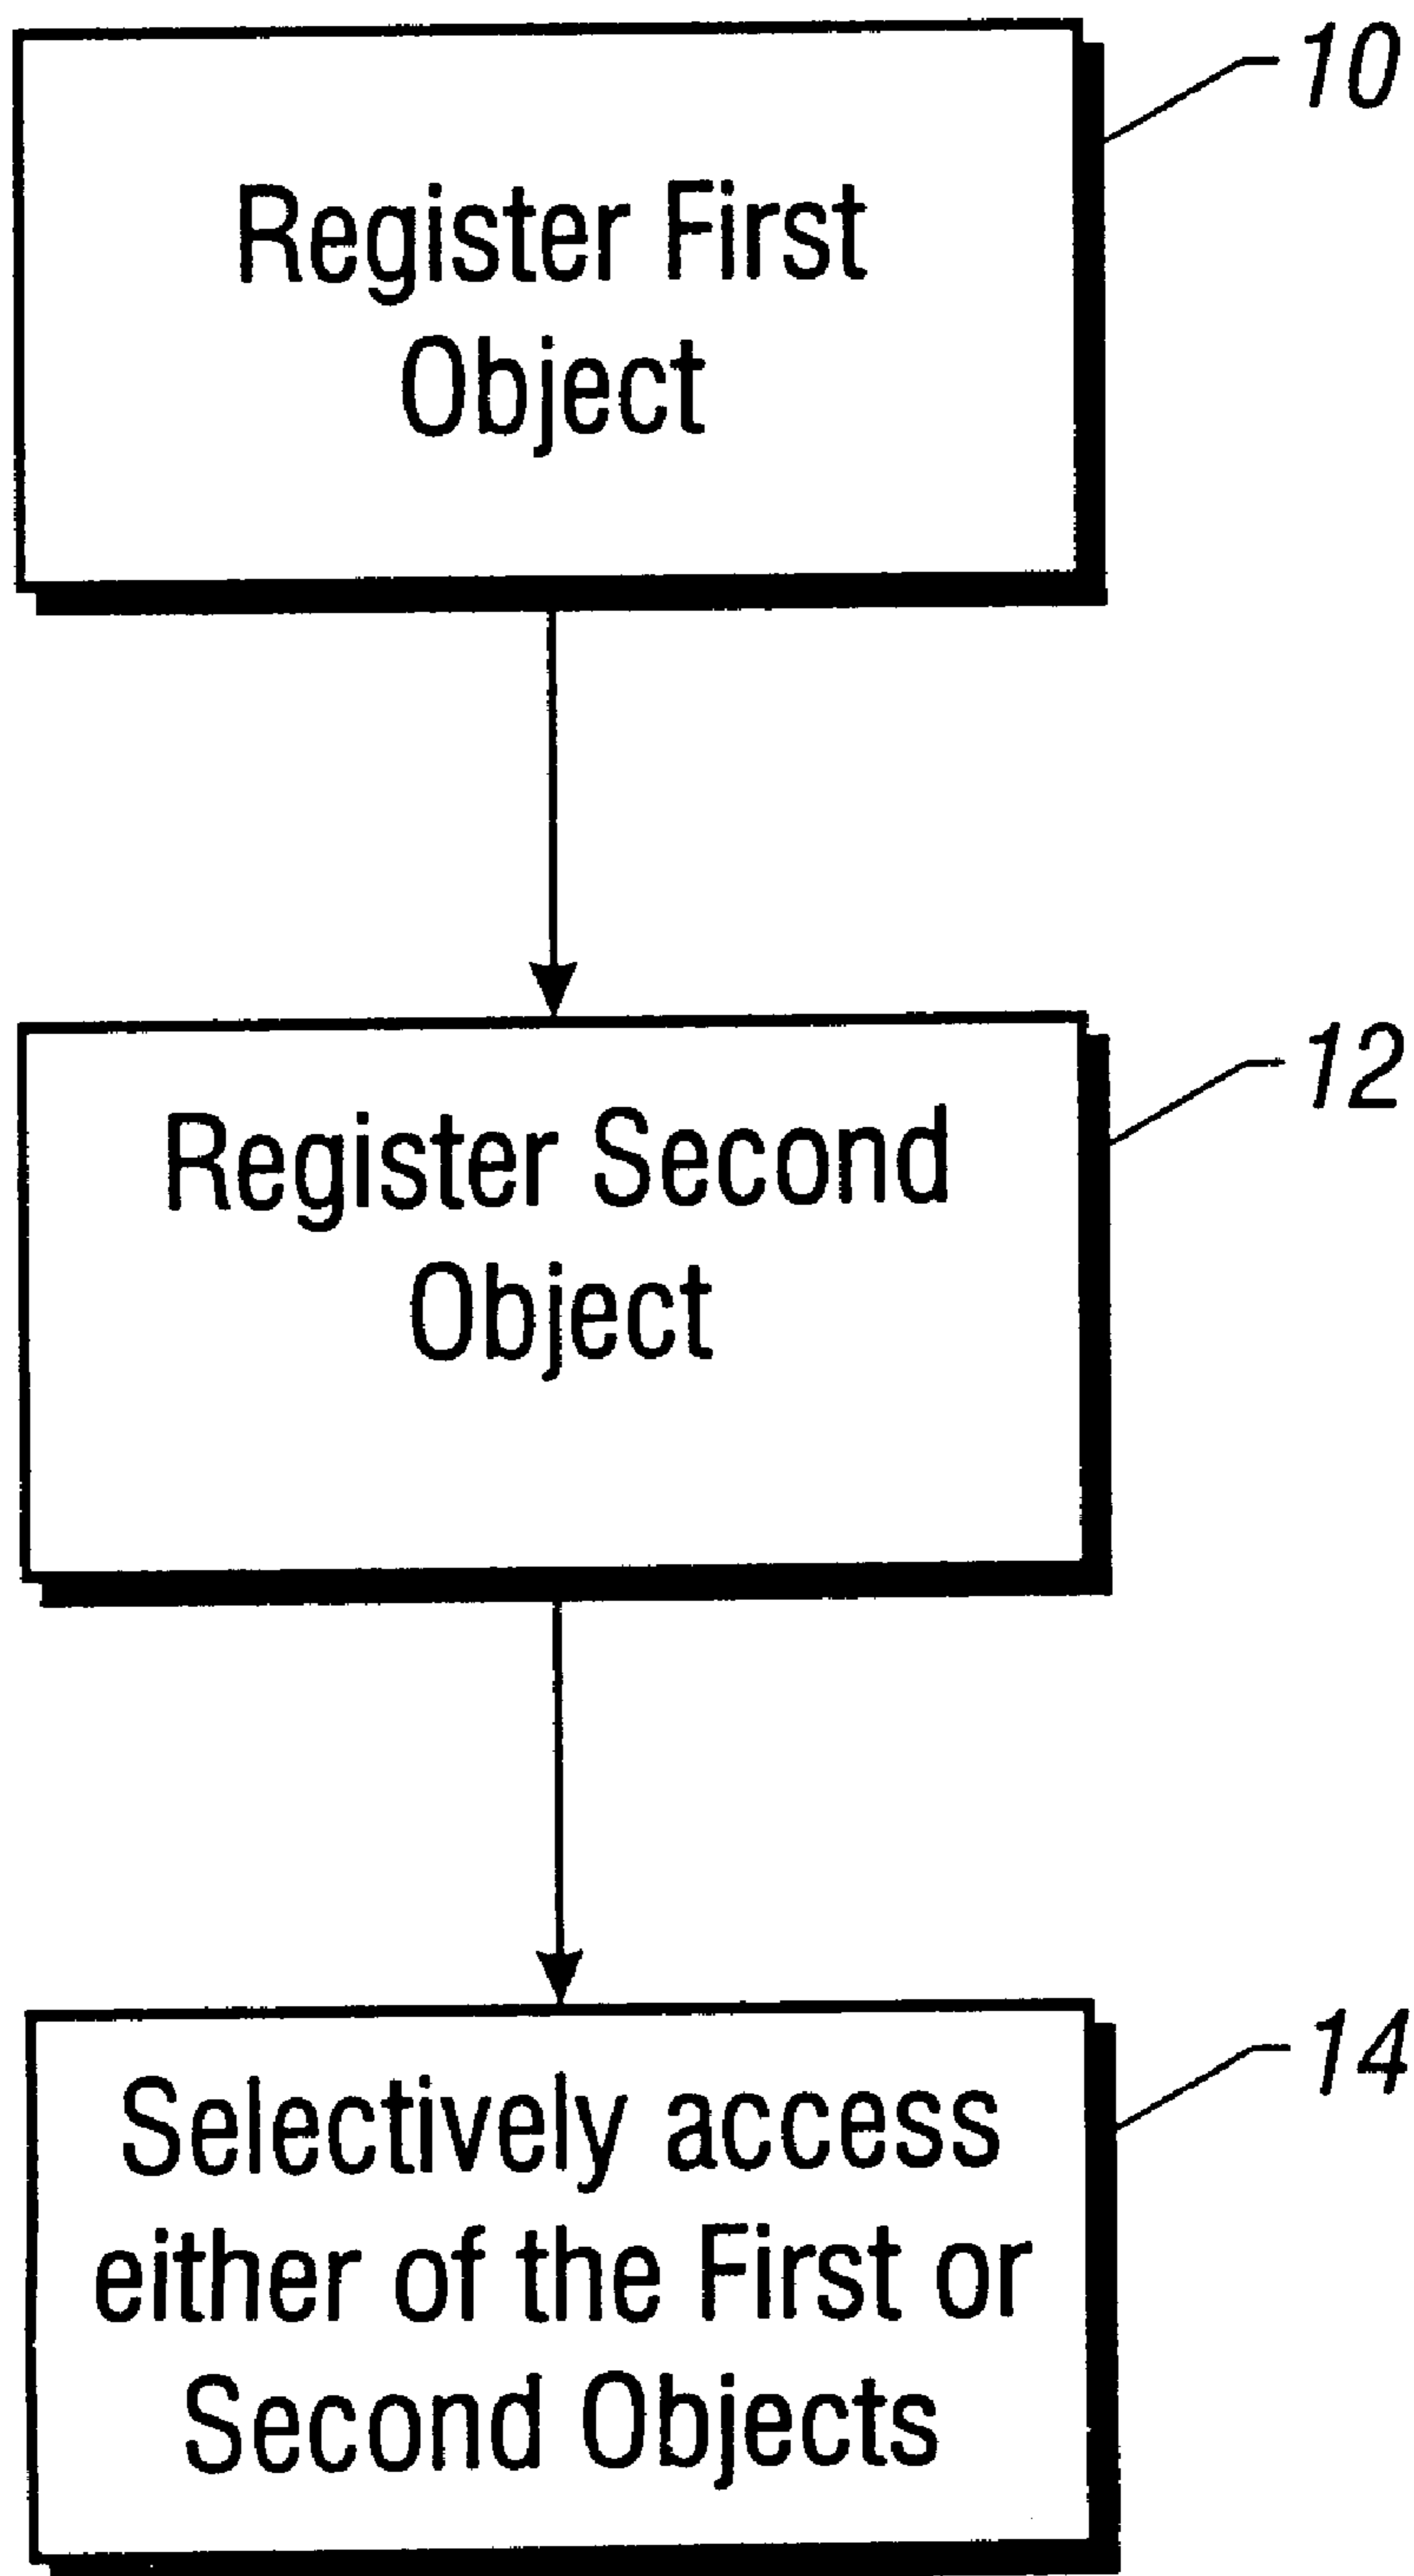 10
Register First
Object
12
Register Second
Object
14
Selectively access
either of the First or
Second Objects